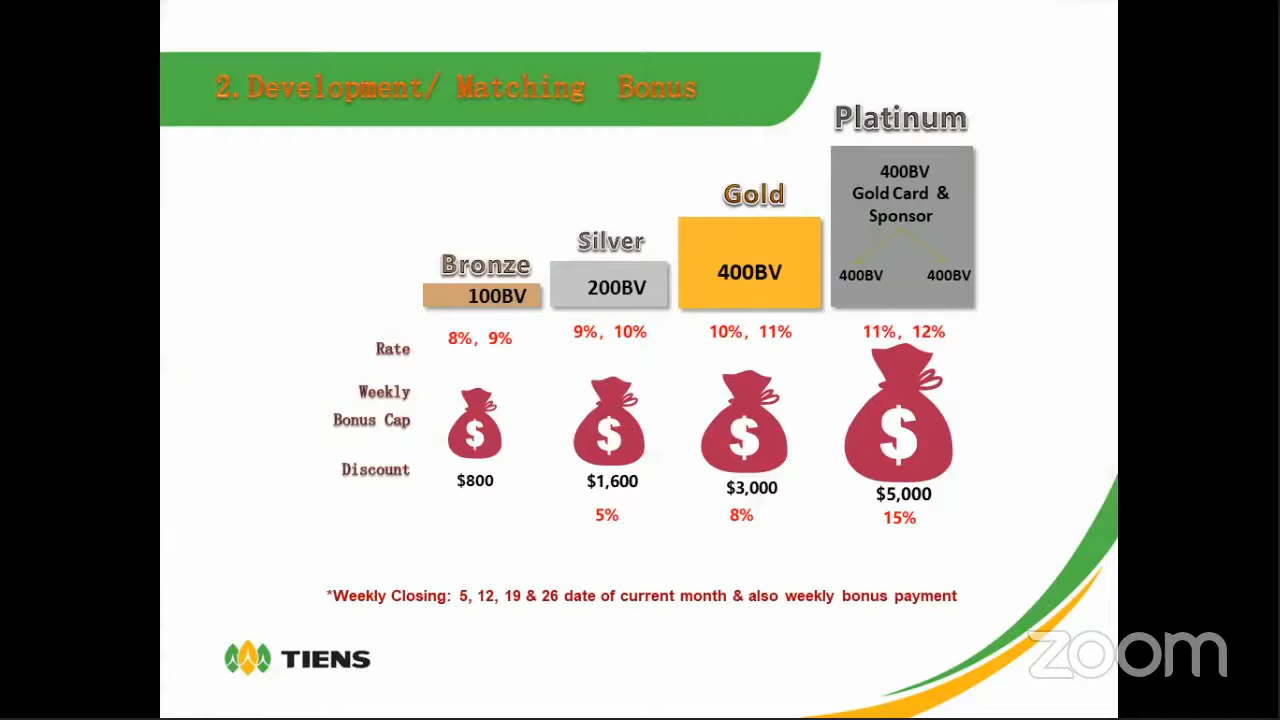 2.Development/ Matching Bonus
Platinum
400BV
Gold Card &
Sponsor
400BV 400BV
Gold
400BV
Silver
200BV
Bronze
100BV
Rate 8%, 9% 9%, 10% 10%, 11% 11%, 12%
Weekly
Bonus Cap
$ $ $ $
Discount
$800 $1,600 $3,000 $5,000
5% 8% 15%
*Weekly Closing: 5, 12, 19 & 26 date of current month & also weekly bonus payment
TIENS
zoom